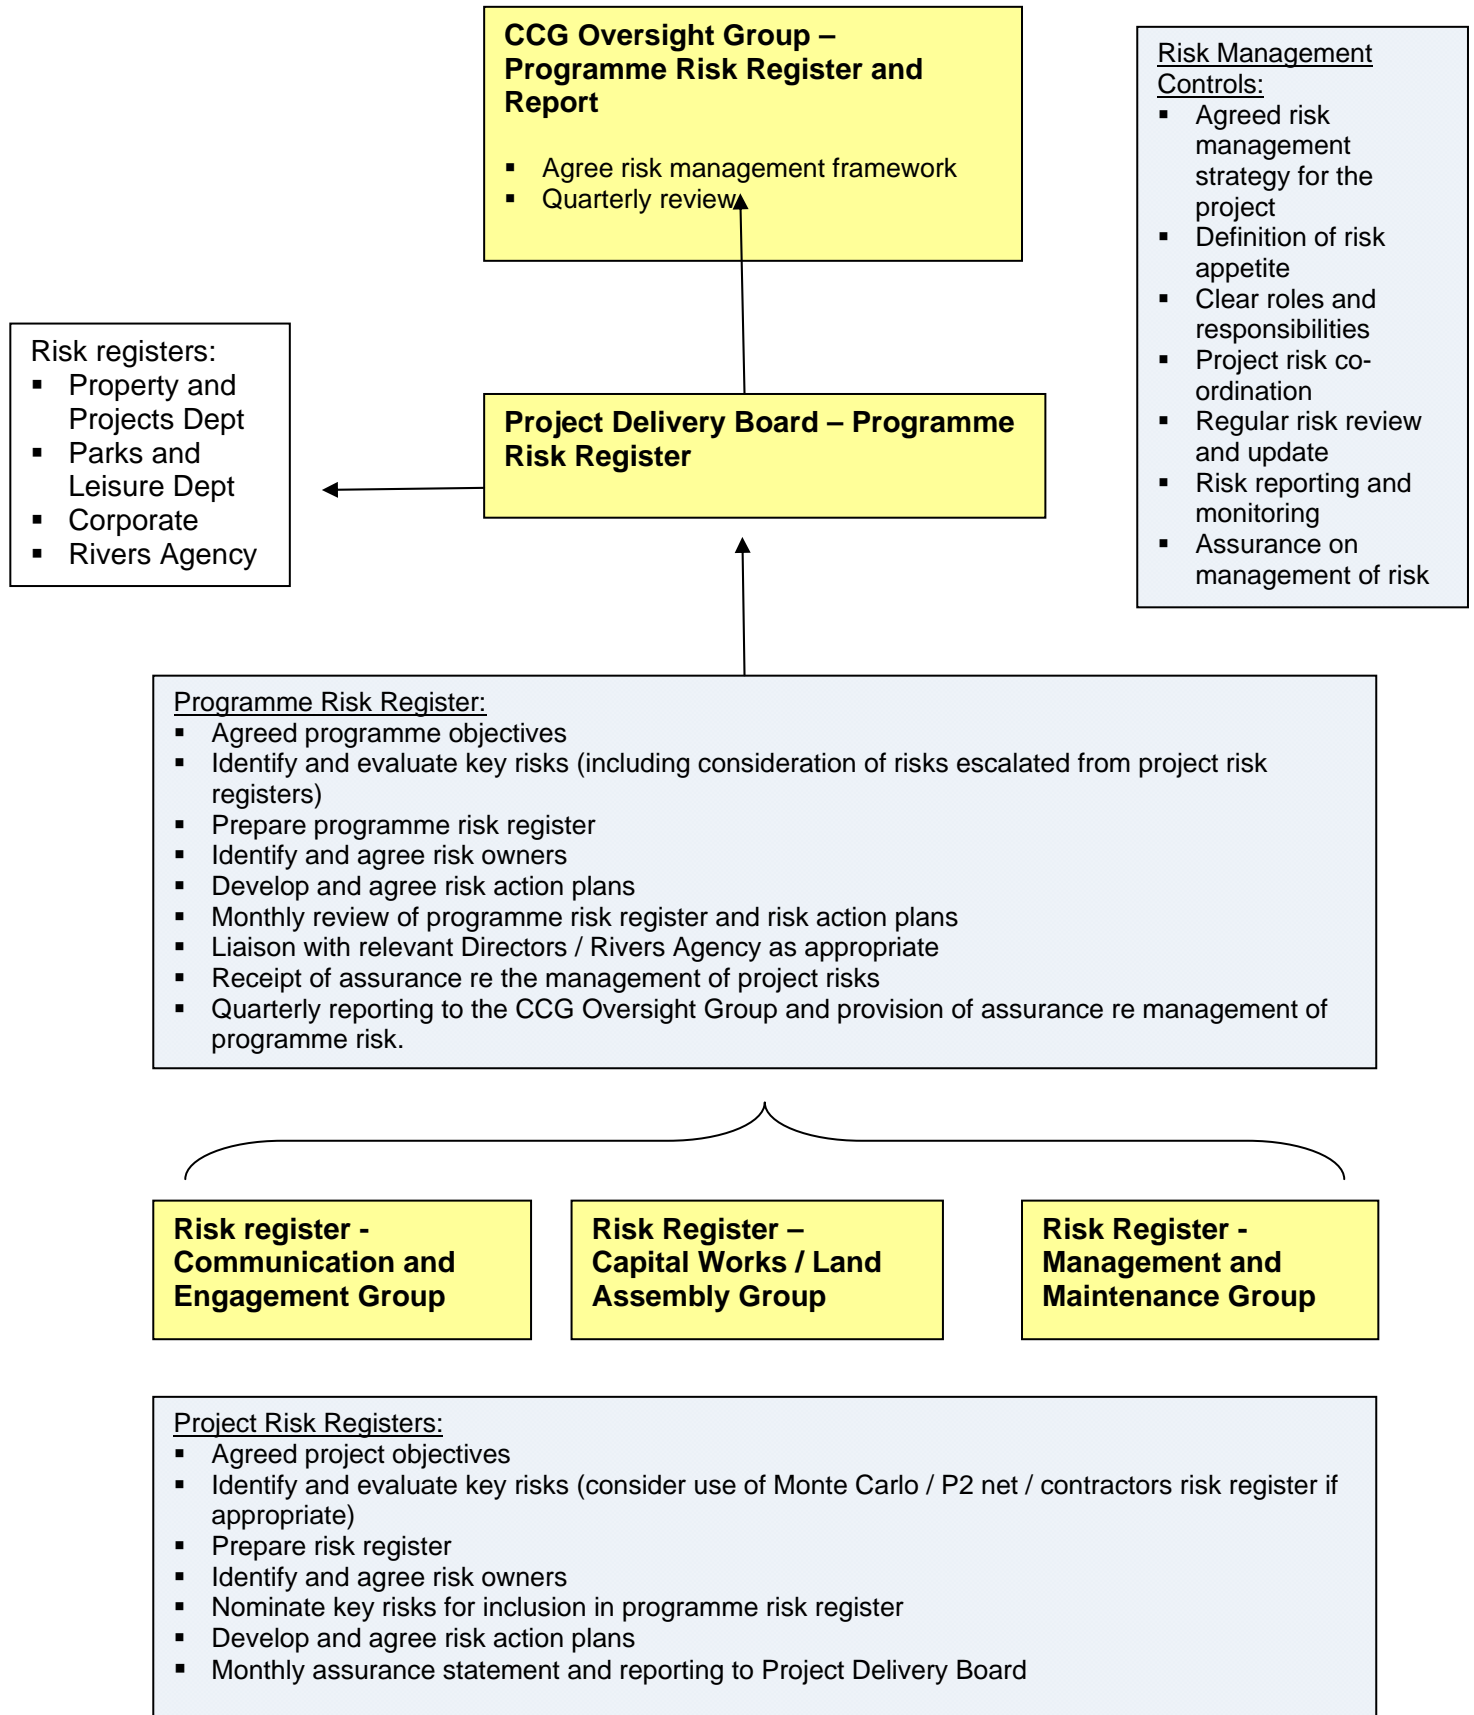 CCG Oversight Group –
Programme Risk Register and
Report
▪ Agree risk management framework
▪ Quarterly review
Risk Management
Controls:
▪ Agreed risk
management
strategy for the
project
▪ Definition of risk
appetite
▪ Clear roles and
responsibilities
▪ Project risk co-
ordination
▪ Regular risk review
and update
▪ Risk reporting and
monitoring
▪ Assurance on
management of risk
Risk registers:
▪ Property and
Projects Dept
▪ Parks and
Leisure Dept
▪ Corporate
▪ Rivers Agency
Project Delivery Board – Programme
Risk Register
Programme Risk Register:
▪ Agreed programme objectives
▪ Identify and evaluate key risks (including consideration of risks escalated from project risk
registers)
▪ Prepare programme risk register
▪ Identify and agree risk owners
▪ Develop and agree risk action plans
▪ Monthly review of programme risk register and risk action plans
▪ Liaison with relevant Directors / Rivers Agency as appropriate
▪ Receipt of assurance re the management of project risks
▪ Quarterly reporting to the CCG Oversight Group and provision of assurance re management of
programme risk.
Risk register -
Communication and
Engagement Group
Risk Register –
Capital Works / Land
Assembly Group
Risk Register -
Management and
Maintenance Group
Project Risk Registers:
▪ Agreed project objectives
▪ Identify and evaluate key risks (consider use of Monte Carlo / P2 net / contractors risk register if
appropriate)
▪ Prepare risk register
▪ Identify and agree risk owners
▪ Nominate key risks for inclusion in programme risk register
▪ Develop and agree risk action plans
▪ Monthly assurance statement and reporting to Project Delivery Board